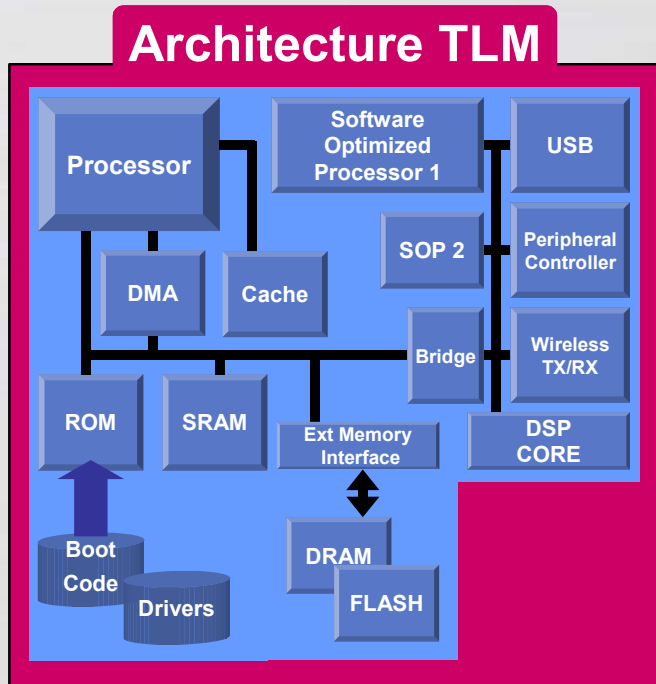 Architecture TLM
Processor
Software
Optimized
Processor 1
USB
SOP 2
Peripheral
Controller
DMA
Cache
Bridge
Wireless
TX/RX
ROM
SRAM
Ext Memory
Interface
DSP
CORE
Boot
Code
Drivers
DRAM
FLASH